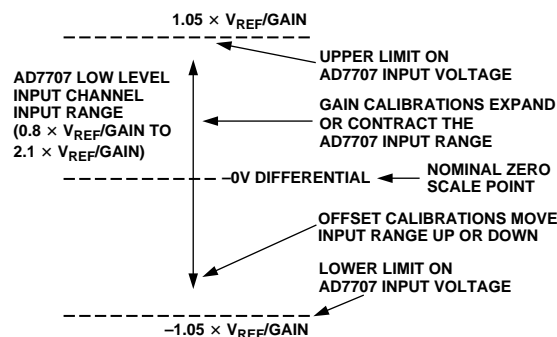 1.05 × VREF/GAIN
UPPER LIMIT ON
AD7707 INPUT VOLTAGE
AD7707 LOW LEVEL
INPUT CHANNEL
INPUT RANGE
(0.8 × VREF/GAIN TO
2.1 × VREF/GAIN)
GAIN CALIBRATIONS EXPAND
OR CONTRACT THE
AD7707 INPUT RANGE
–0V DIFFERENTIAL
NOMINAL ZERO
SCALE POINT
OFFSET CALIBRATIONS MOVE
INPUT RANGE UP OR DOWN
LOWER LIMIT ON
AD7707 INPUT VOLTAGE
–1.05 × VREF/GAIN